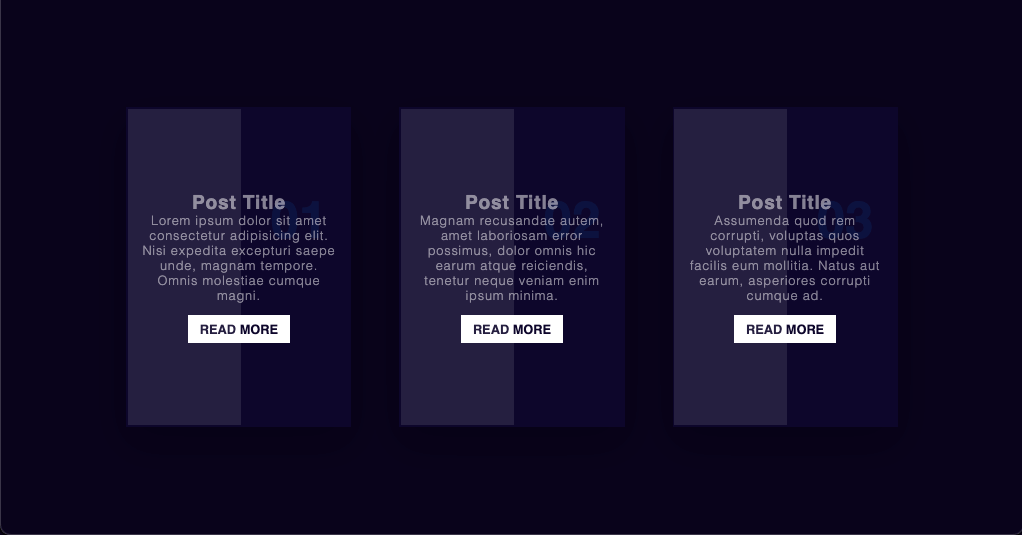 01
Post Title
Lorem ipsum dolor sit amet
consectetur adipisicing elit.
Nisi expedita excepturi saepe
unde, magnam tempore.
Omnis molestiae cumque
magni.
READ MORE
02
Post Title
Magnam recusandae autem,
amet laboriosam error
possimus, dolor omnis hic
earum atque reiciendis,
tenetur neque veniam enim
ipsum minima.
READ MORE
03
Post Title
Assumenda quod rem
corrupti, voluptas quos
voluptatem nulla impedit
facilis eum mollitia. Natus aut
earum, asperiores corrupti
cumque ad.
READ MORE